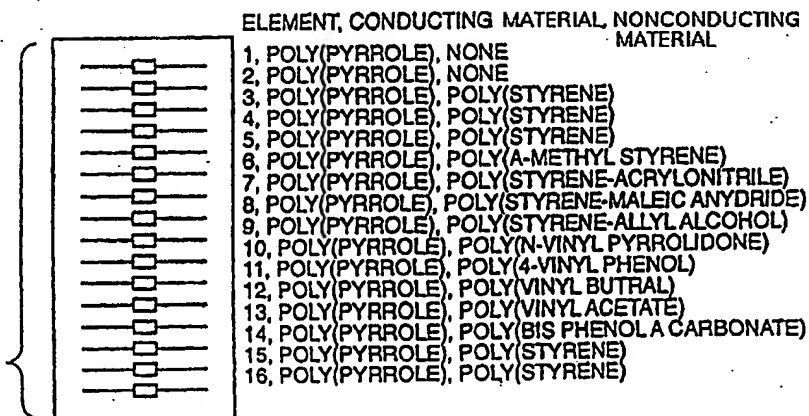 ELEMENT, CONDUCTING MATERIAL, NONCONDUCTING
MATERIAL
1, POLY(PYRROLE), NONE
2, POLY(PYRROLE), NONE
3, POLY(PYRROLE), POLY(STYRENE)
4, POLY(PYRROLE), POLY(STYRENE)
5, POLY(PYRROLE), POLY(STYRENE)
6, POLY(PYRROLE), POLY(A-METHYL STYRENE)
7, POLY(PYRROLE), POLY(STYRENE-ACRYLONITRILE)
8, POLY(PYRROLE), POLY(STYRENE-MALEIC ANYDRIDE)
9, POLY(PYRROLE), POLY(STYRENE-ALLYL ALCOHOL)
10, POLY(PYRROLE), POLY(N-VINYL PYRROLIDONE)
11, POLY(PYRROLE), POLY(4-VINYL PHENOL)
12, POLY(PYRROLE), POLY(VINYL BUTRAL)
13, POLY(PYRROLE), POLY(VINYL ACETATE)
14, POLY(PYRROLE), POLY(BIS PHENOL A CARBONATE)
15, POLY(PYRROLE), POLY(STYRENE)
16, POLY(PYRROLE), POLY(STYRENE)